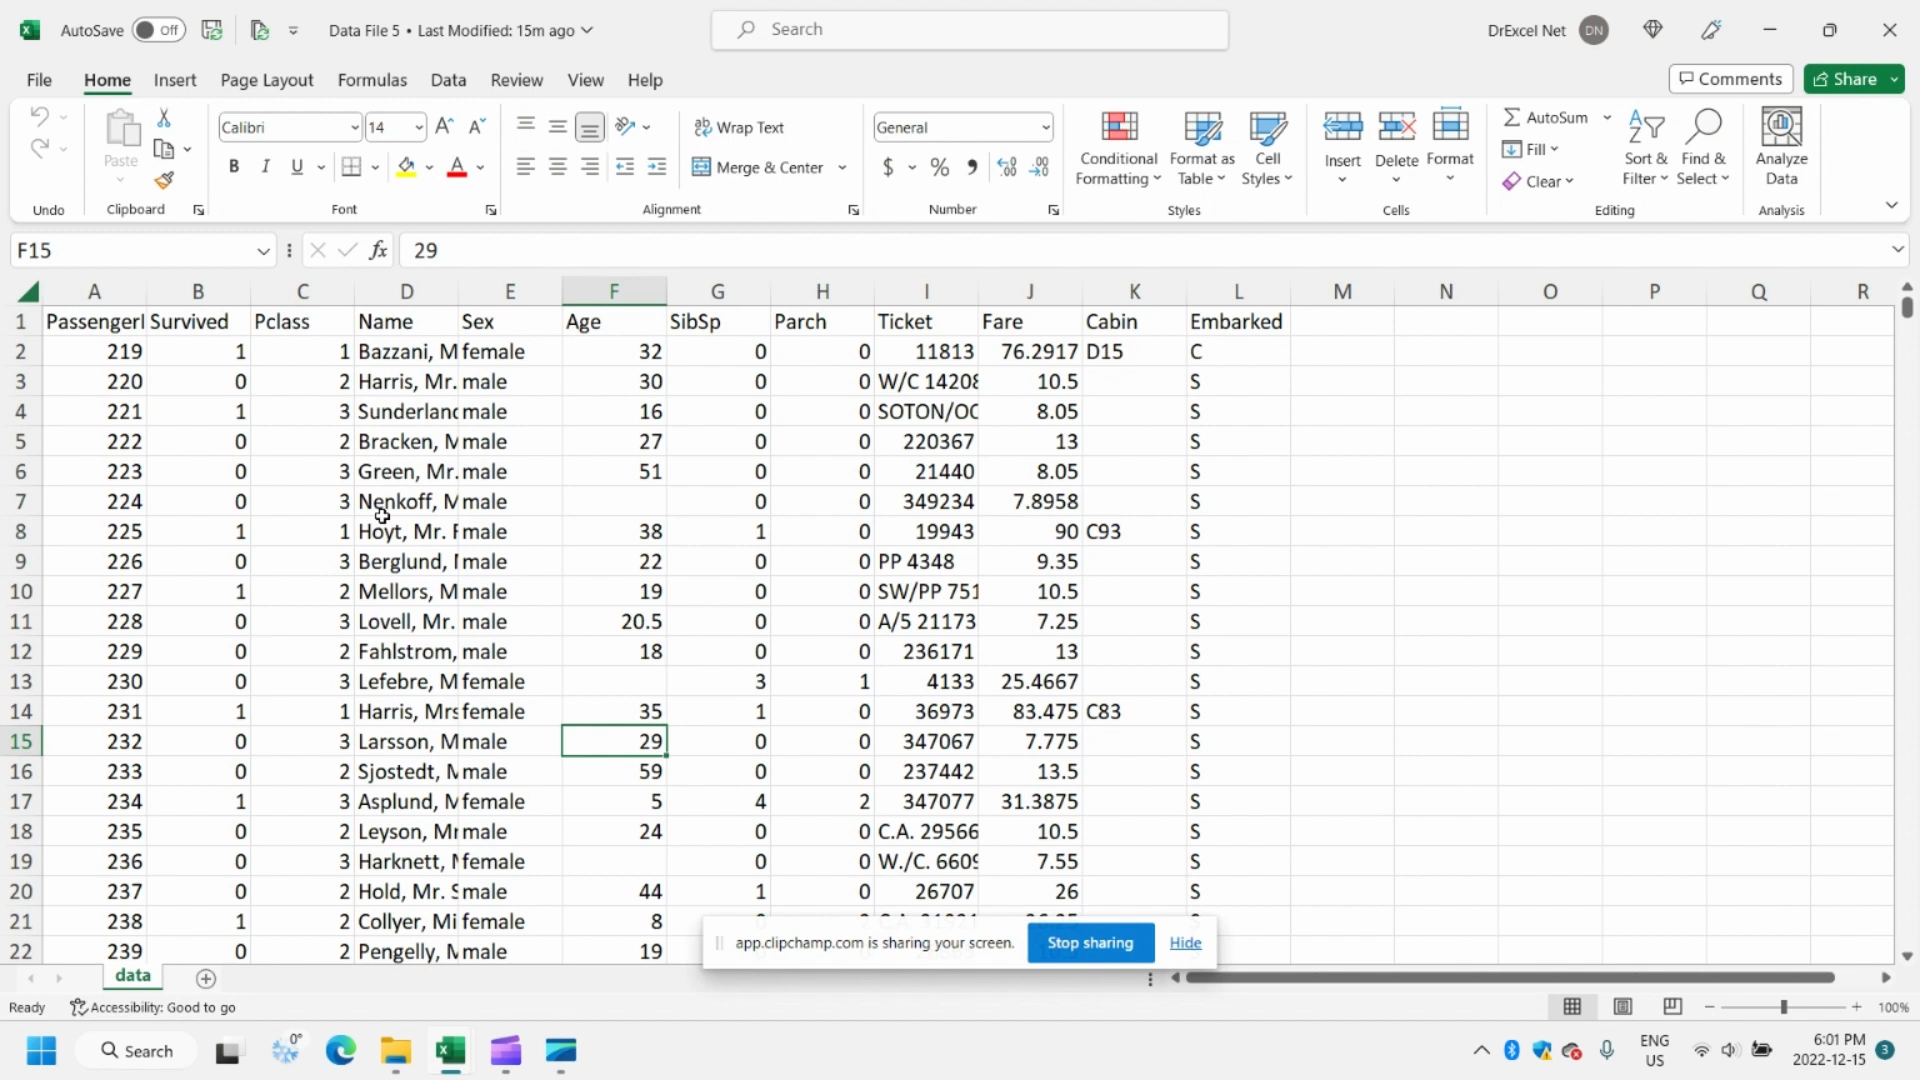 AutoSave Off Data File 5 • Last Modified: 15m ago Search DrExcel Net DN
File Home Insert Page Layout Formulas Data Review View Help Comments Share
Paste Calibri 14 B I U
Wrap Text Merge & Center
General $ % 9
Conditional Formatting Format as Table Cell Styles
Insert Delete Format
AutoSum Fill Clear Sort & Filter Find & Select Analyze Data
Undo Clipboard Font Alignment Number Styles Cells Editing Analysis
F15 fx 29
A B C D E F G H I J K L M N O P Q R
1 PassengerI Survived Pclass Name Sex Age SibSp Parch Ticket Fare Cabin Embarked
2 219 1 1 Bazzani, M female 32 0 0 11813 76.2917 D15 C
3 220 0 2 Harris, Mr. male 30 0 0 W/C 14208 10.5 S
4 221 1 3 Sunderland male 16 0 0 SOTON/OC 8.05 S
5 222 0 2 Bracken, M male 27 0 0 220367 13 S
6 223 0 3 Green, Mr. male 51 0 0 21440 8.05 S
7 224 0 3 Nenkoff, M male 0 0 349234 7.8958 S
8 225 1 1 Hoyt, Mr. F male 38 1 0 19943 90 C93 S
9 226 0 3 Berglund, male 22 0 0 PP 4348 9.35 S
10 227 1 2 Mellors, M male 19 0 0 SW/PP 751 10.5 S
11 228 0 3 Lovell, Mr. male 20.5 0 0 A/5 21173 7.25 S
12 229 0 2 Fahlstrom, male 18 0 0 236171 13 S
13 230 0 3 Lefebre, M female 3 1 4133 25.4667 S
14 231 1 1 Harris, Mrs female 35 1 0 36973 83.475 C83 S
15 232 0 3 Larsson, M male 29 0 0 347067 7.775 S
16 233 0 2 Sjostedt, M male 59 0 0 237442 13.5 S
17 234 1 3 Asplund, M female 5 4 2 347077 31.3875 S
18 235 0 2 Leyson, Mr male 24 0 0 C.A. 29566 10.5 S
19 236 0 3 Harknett, female 0 0 W./C. 6609 7.55 S
20 237 0 2 Hold, Mr. S male 44 1 0 26707 26 S
21 238 1 2 Collyer, Mi female 8
22 239 0 2 Pengelly, M male 19
app.clipchamp.com is sharing your screen. Stop sharing Hide
data
Ready Accessibility: Good to go 100%
Search 0° ENG US 6:01 PM 2022-12-15 3